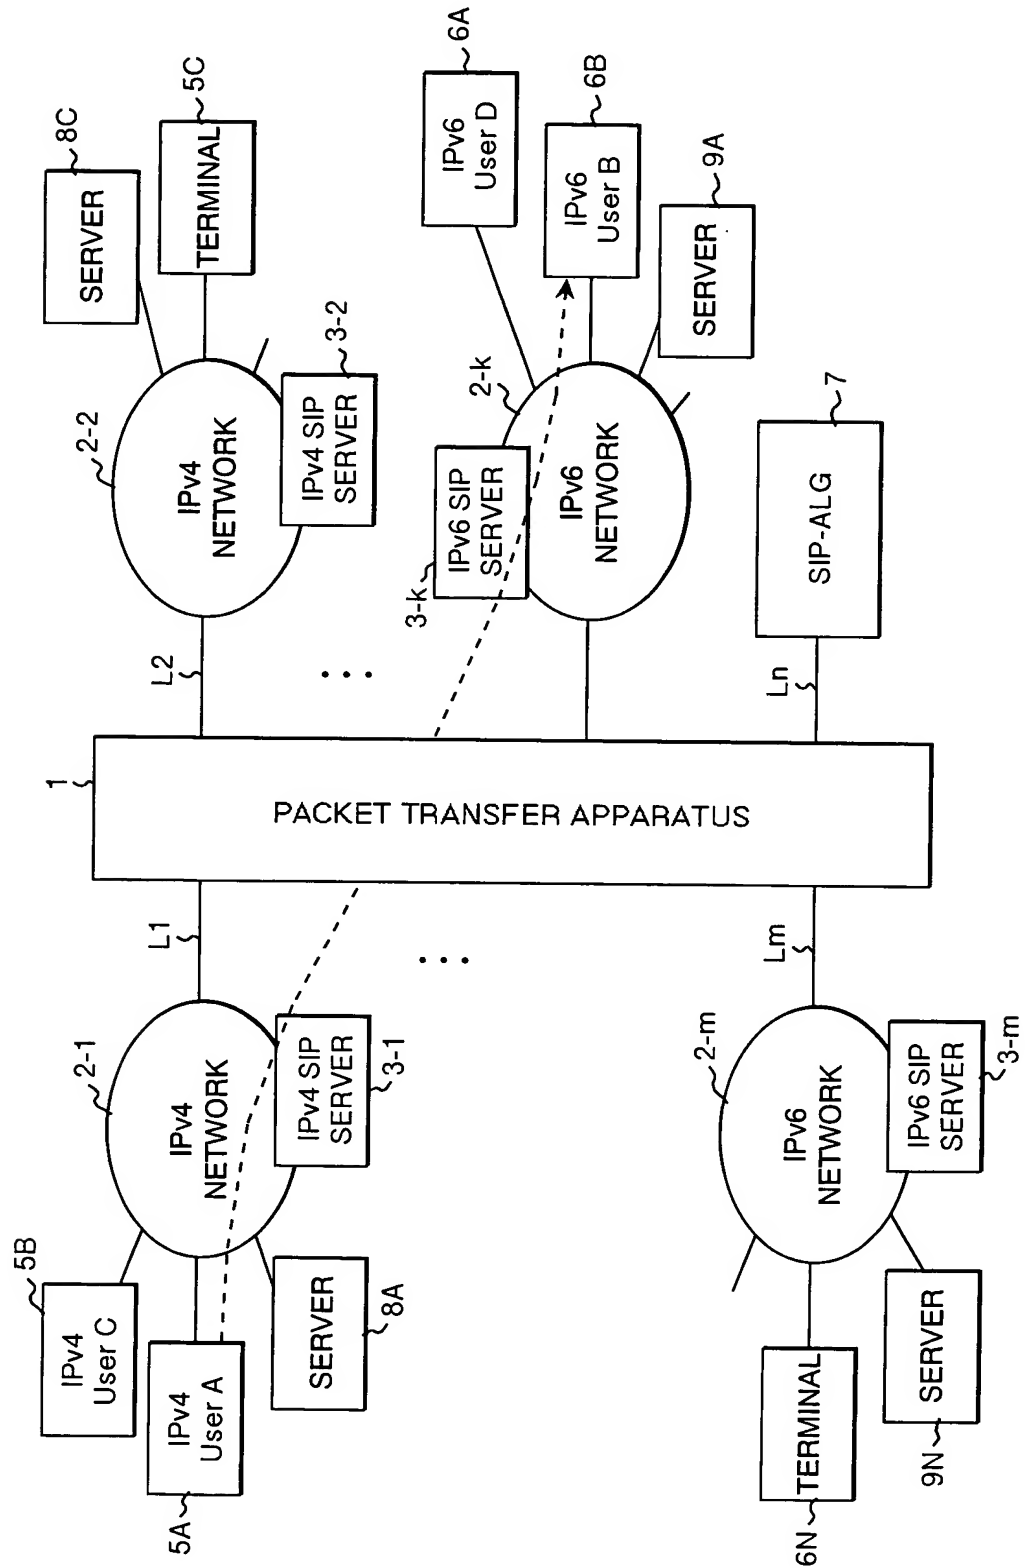 5B
IPv4
User C
IPv4
User A
5A
SERVER
8A
2-1
IPv4
NETWORK
IPv4 SIP
SERVER
3-1
L1
1
PACKET TRANSFER APPARATUS
L2
2-2
IPv4
NETWORK
IPv4 SIP
SERVER
3-2
SERVER
8C
TERMINAL
5C
...
...
3-k
IPv6 SIP
SERVER
2-k
IPv6
NETWORK
IPv6
User D
6A
IPv6
User B
6B
SERVER
9A
6N
TERMINAL
9N
SERVER
2-m
IPv6
NETWORK
IPv6 SIP
SERVER
3-m
Lm
Ln
SIP-ALG
7